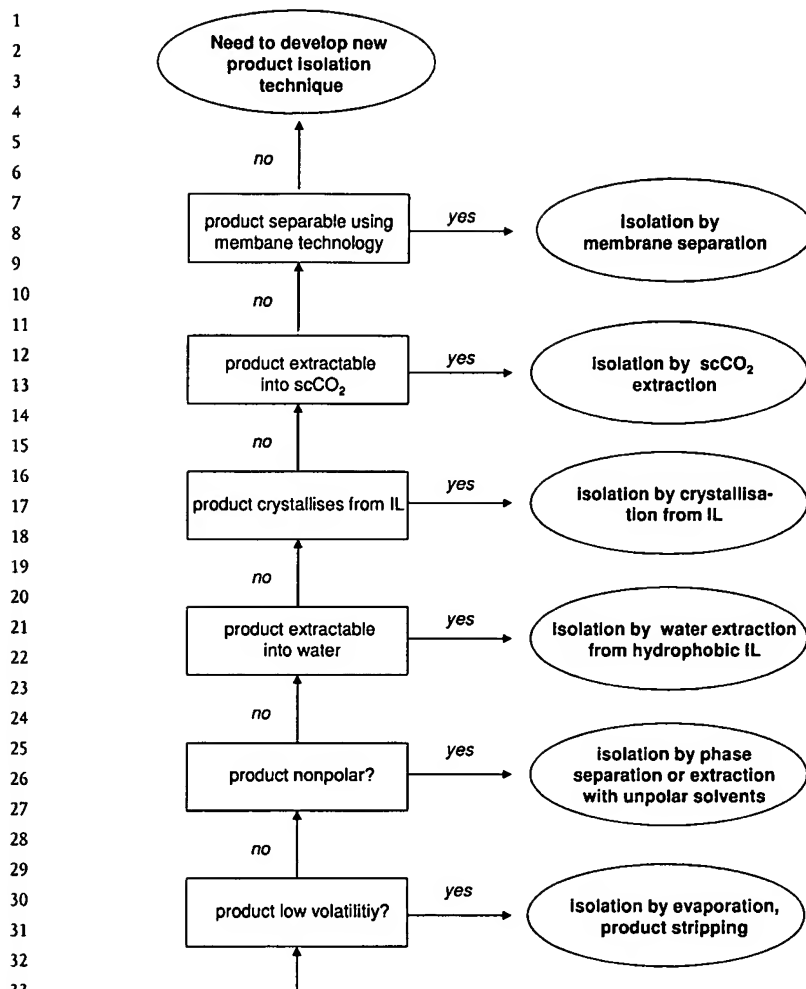 1
2
3
4
5
6
7
8
9
10
11
12
13
14
15
16
17
18
19
20
21
22
23
24
25
26
27
28
29
30
31
32
Need to develop new
product isolation
technique
no
product separable using
membane technology
yes
isolation by
membrane separation
no
product extractable
into scCO₂
yes
isolation by scCO₂
extraction
no
product crystallises from IL
yes
isolation by crystallisa-
tion from IL
no
product extractable
into water
yes
isolation by water extraction
from hydrophobic IL
no
product nonpolar?
yes
isolation by phase
separation or extraction
with unpolar solvents
no
product low volatilitiy?
yes
isolation by evaporation,
product stripping